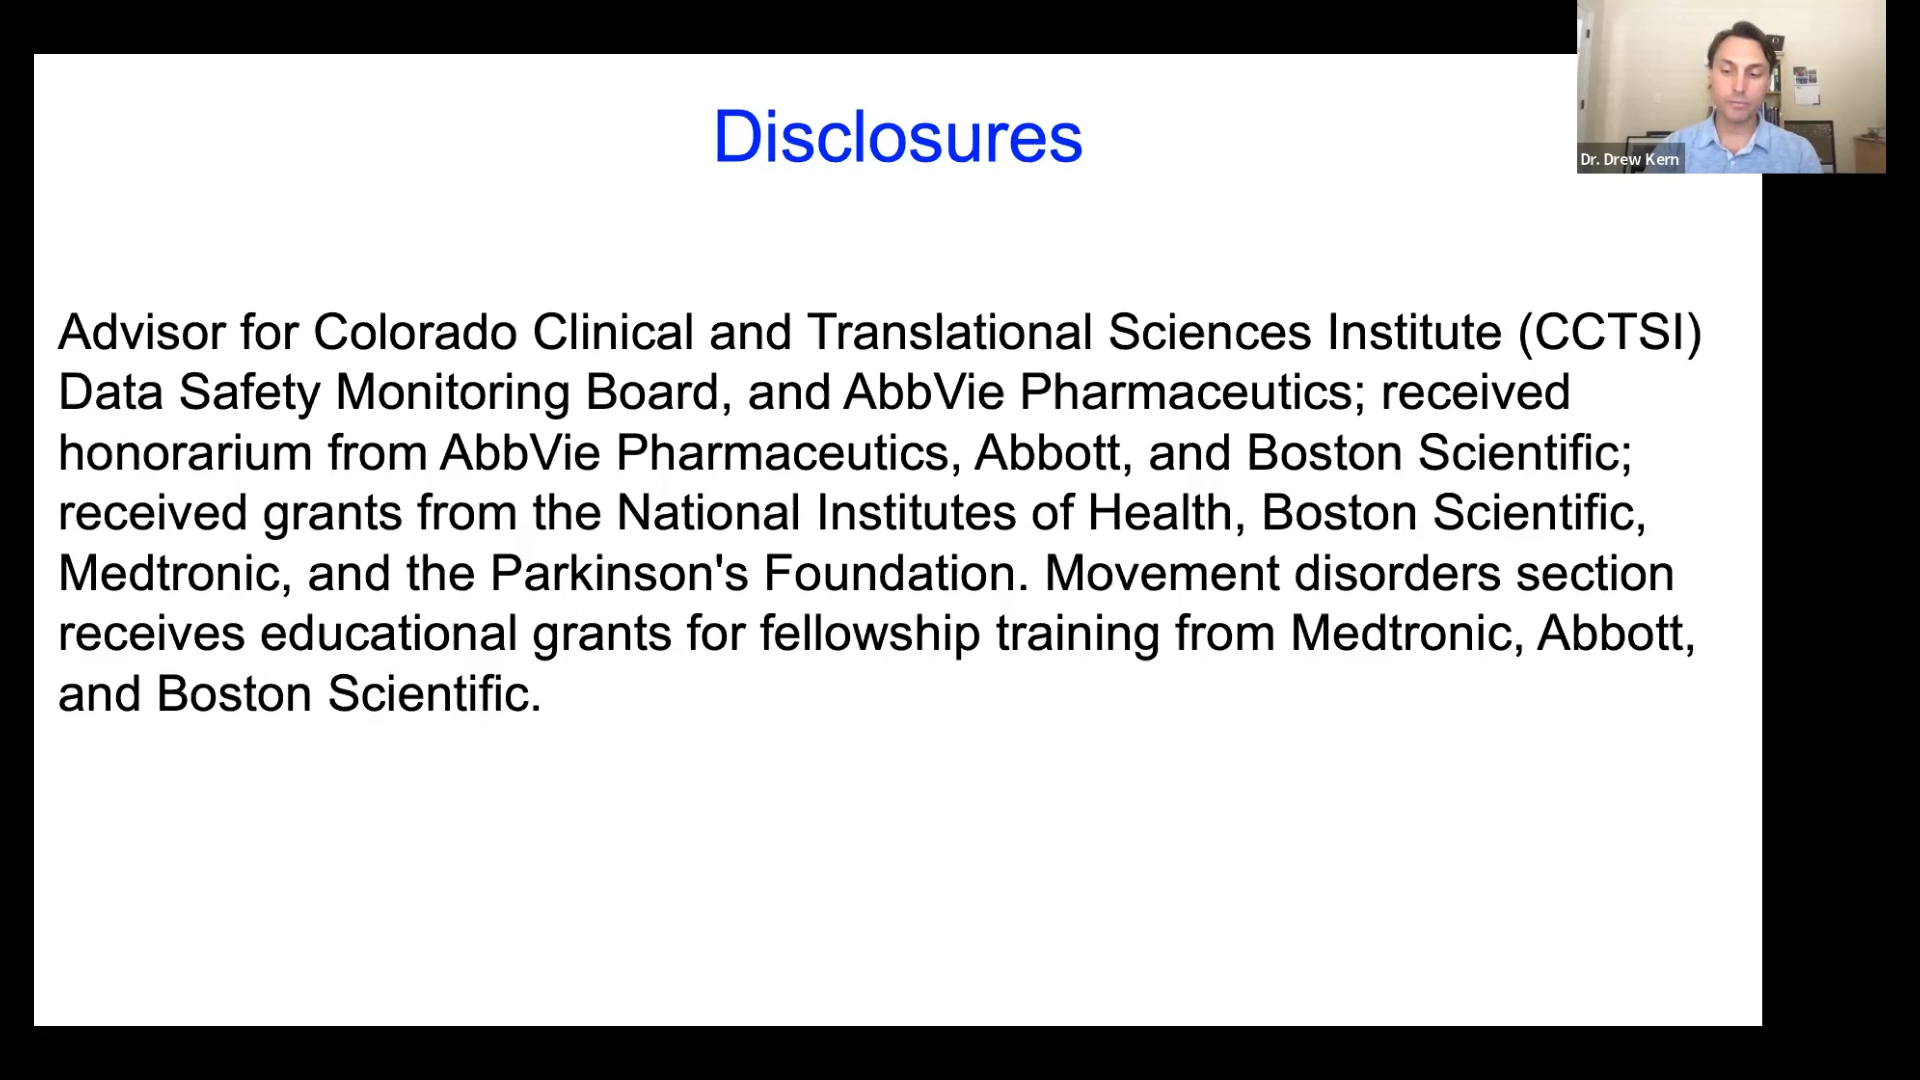 Disclosures
Dr. Drew Kern
Advisor for Colorado Clinical and Translational Sciences Institute (CCTSI)
Data Safety Monitoring Board, and AbbVie Pharmaceutics; received
honorarium from AbbVie Pharmaceutics, Abbott, and Boston Scientific;
received grants from the National Institutes of Health, Boston Scientific,
Medtronic, and the Parkinson's Foundation. Movement disorders section
receives educational grants for fellowship training from Medtronic, Abbott,
and Boston Scientific.